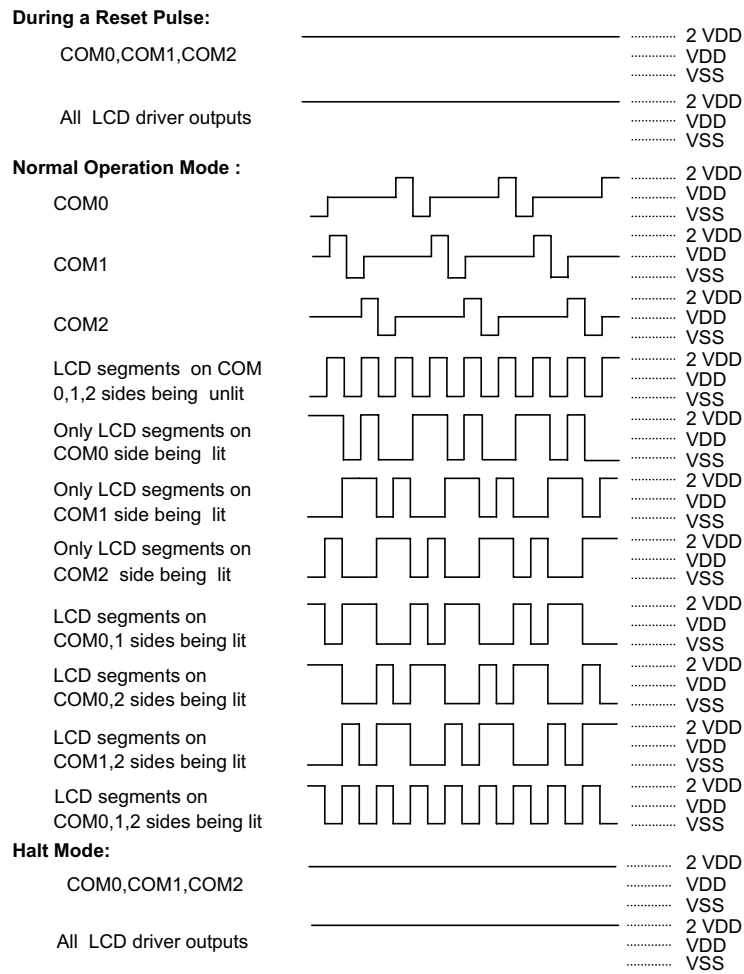 During a Reset Pulse:
COM0,COM1,COM2
2 VDD
VDD
VSS
All LCD driver outputs
2 VDD
VDD
VSS
Normal Operation Mode :
COM0
2 VDD
VDD
VSS
COM1
2 VDD
VDD
VSS
COM2
2 VDD
VDD
VSS
LCD segments on COM
0,1,2 sides being unlit
2 VDD
VDD
VSS
Only LCD segments on
COM0 side being lit
2 VDD
VDD
VSS
Only LCD segments on
COM1 side being lit
2 VDD
VDD
VSS
Only LCD segments on
COM2 side being lit
2 VDD
VDD
VSS
LCD segments on
COM0,1 sides being lit
2 VDD
VDD
VSS
LCD segments on
COM0,2 sides being lit
2 VDD
VDD
VSS
LCD segments on
COM1,2 sides being lit
2 VDD
VDD
VSS
LCD segments on
COM0,1,2 sides being lit
2 VDD
VDD
VSS
Halt Mode:
COM0,COM1,COM2
2 VDD
VDD
VSS
All LCD driver outputs
2 VDD
VDD
VSS